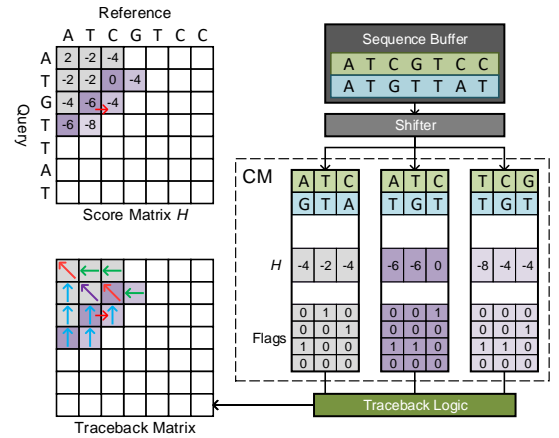 Reference
A T C G T C C
A 2 -2 -4
T -2 -2 0 -4
G -4 -6 -4
T -6 -8
T
A
T
Query
Score Matrix H
Traceback Matrix
Sequence Buffer
A T C G T C C
A T G T T A T
Shifter
CM
A T C
G T A
A T C
T G T
T C G
T G T
H
-4 -2 -4
-6 -6 0
-8 -4 -4
Flags
0 1 0
0 0 1
1 0 0
0 0 0
0 0 1
0 0 0
1 1 0
0 0 0
0 0 0
0 0 1
1 1 0
0 0 0
Traceback Logic